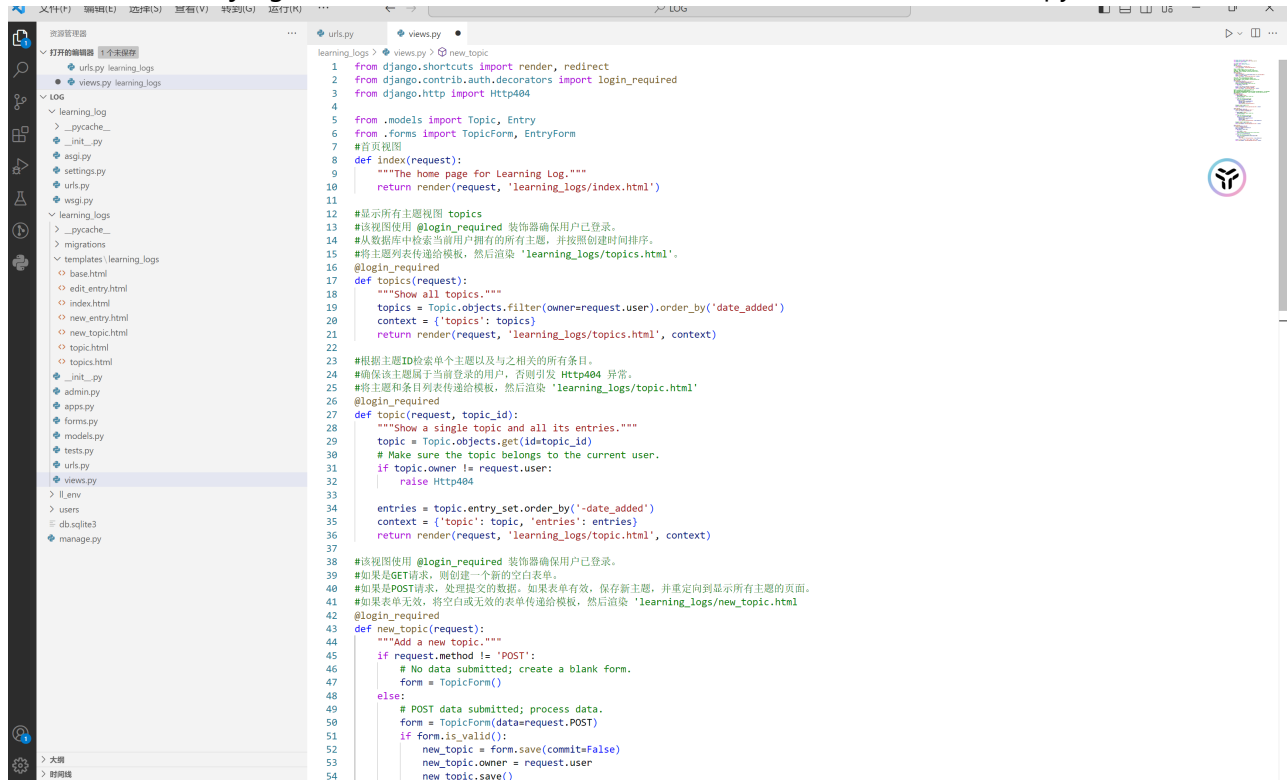 文件(F) 编辑(E) 选择(S) 查看(V) 转到(G) 运行(R) ··· ← → LOG
资源管理器 ···
打开的编辑器 1个未保存
urls.py learning_logs
views.py learning_logs
LOG
learning_log
__pycache__
__init__.py
asgi.py
settings.py
urls.py
wsgi.py
learning_logs
__pycache__
migrations
templates\learning_logs
base.html
edit_entry.html
index.html
new_entry.html
new_topic.html
topic.html
topics.html
__init__.py
admin.py
apps.py
forms.py
models.py
tests.py
urls.py
views.py
ll_env
users
db.sqlite3
manage.py
大纲
时间线
urls.py views.py ●
learning_logs > views.py > new_topic
1 from django.shortcuts import render, redirect
2 from django.contrib.auth.decorators import login_required
3 from django.http import Http404
4
5 from .models import Topic, Entry
6 from .forms import TopicForm, EntryForm
7 #首页视图
8 def index(request):
9 """The home page for Learning Log."""
10 return render(request, 'learning_logs/index.html')
11
12 #显示所有主题视图 topics
13 #该视图使用 @login_required 装饰器确保用户已登录。
14 #从数据库中检索当前用户拥有的所有主题，并按照创建时间排序。
15 #将主题列表传递给模板，然后渲染 'learning_logs/topics.html'。
16 @login_required
17 def topics(request):
18 """Show all topics."""
19 topics = Topic.objects.filter(owner=request.user).order_by('date_added')
20 context = {'topics': topics}
21 return render(request, 'learning_logs/topics.html', context)
22
23 #根据主题ID检索单个主题以及与之相关的所有条目。
24 #确保该主题属于当前登录的用户，否则引发 Http404 异常。
25 #将主题和条目列表传递给模板，然后渲染 'learning_logs/topic.html'
26 @login_required
27 def topic(request, topic_id):
28 """Show a single topic and all its entries."""
29 topic = Topic.objects.get(id=topic_id)
30 # Make sure the topic belongs to the current user.
31 if topic.owner != request.user:
32 raise Http404
33
34 entries = topic.entry_set.order_by('-date_added')
35 context = {'topic': topic, 'entries': entries}
36 return render(request, 'learning_logs/topic.html', context)
37
38 #该视图使用 @login_required 装饰器确保用户已登录。
39 #如果是GET请求，则创建一个新的空白表单。
40 #如果是POST请求，处理提交的数据。如果表单有效，保存新主题，并重定向到显示所有主题的页面。
41 #如果表单无效，将空白或无效的表单传递给模板，然后渲染 'learning_logs/new_topic.html
42 @login_required
43 def new_topic(request):
44 """Add a new topic."""
45 if request.method != 'POST':
46 # No data submitted; create a blank form.
47 form = TopicForm()
48 else:
49 # POST data submitted; process data.
50 form = TopicForm(data=request.POST)
51 if form.is_valid():
52 new_topic = form.save(commit=False)
53 new_topic.owner = request.user
54 new_topic.save()